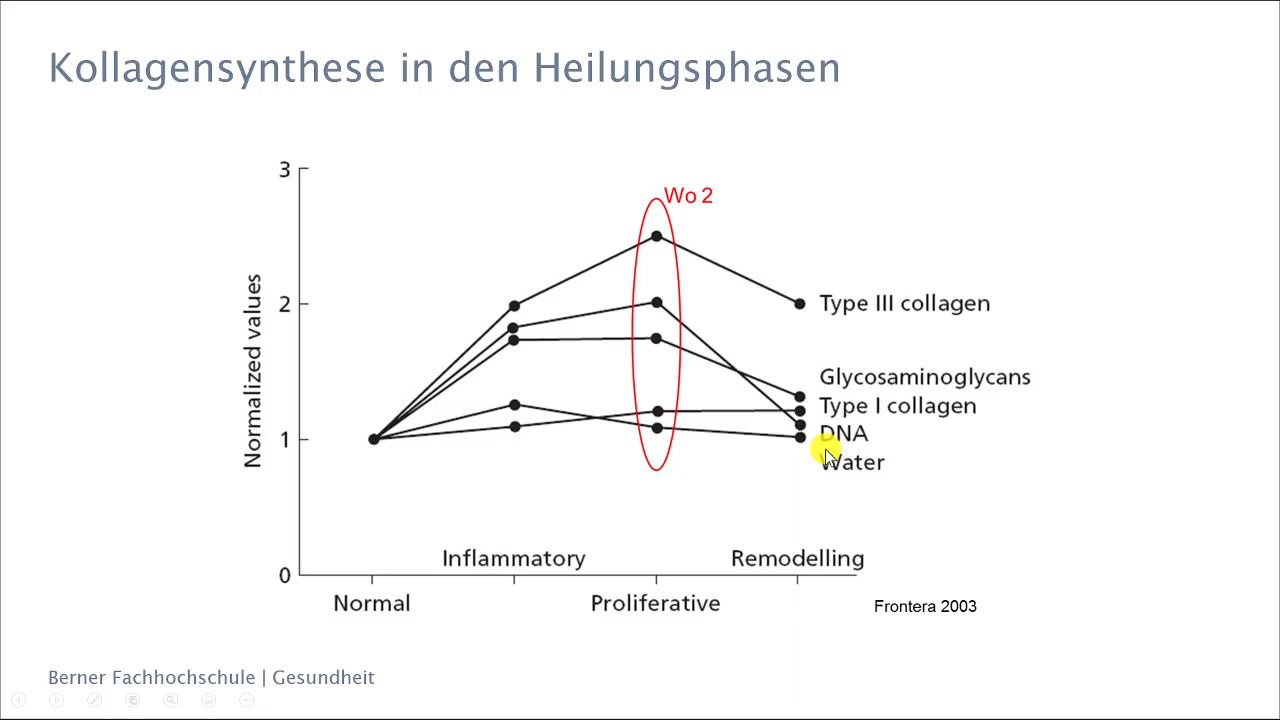 Kollagensynthese in den Heilungsphasen
3
Wo 2
2
Normalized values
1
0
Type III collagen
Glycosaminoglycans
Type I collagen
DNA
Water
Inflammatory
Remodelling
Normal
Proliferative
Frontera 2003
Berner Fachhochschule | Gesundheit